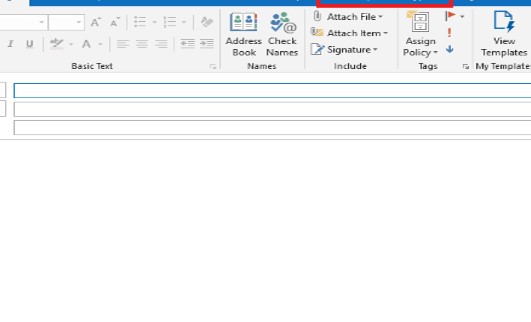 Attach File
Attach Item
Signature
Address Book
Check Names
Assign Policy
View Templates
I U A
Basic Text
Names
Include
Tags
My Template